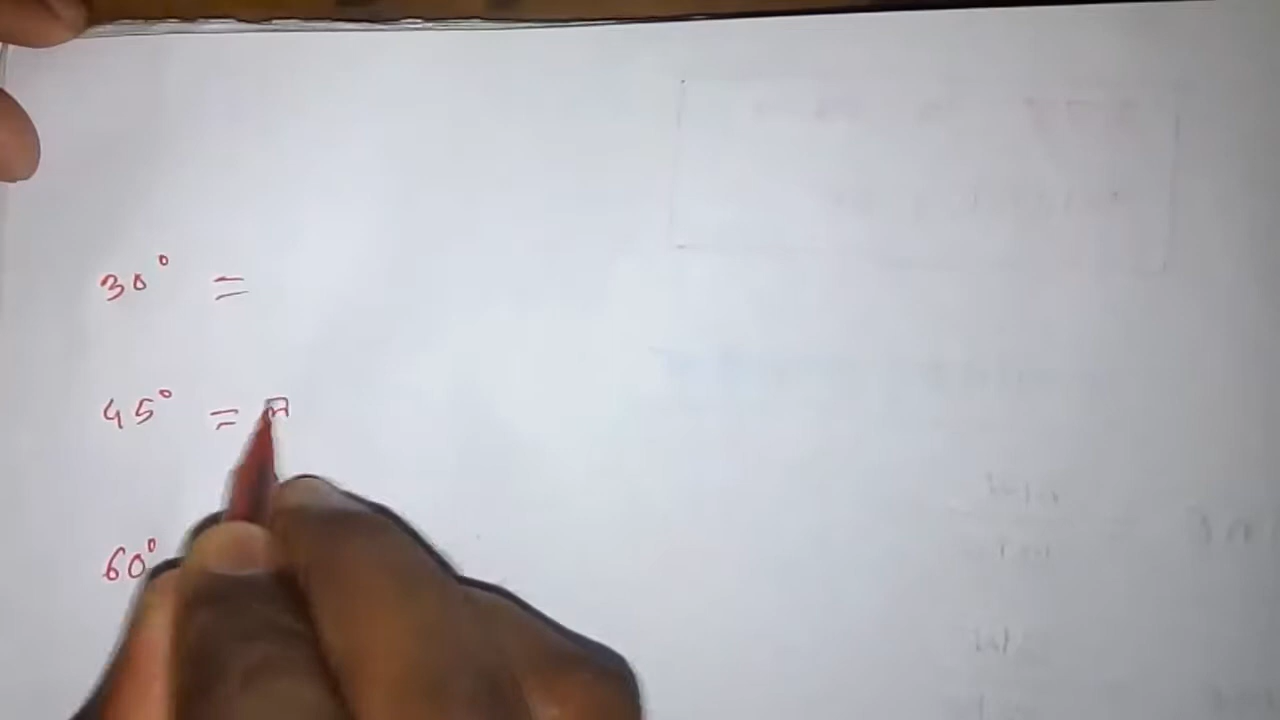 30° =
45° =
60°